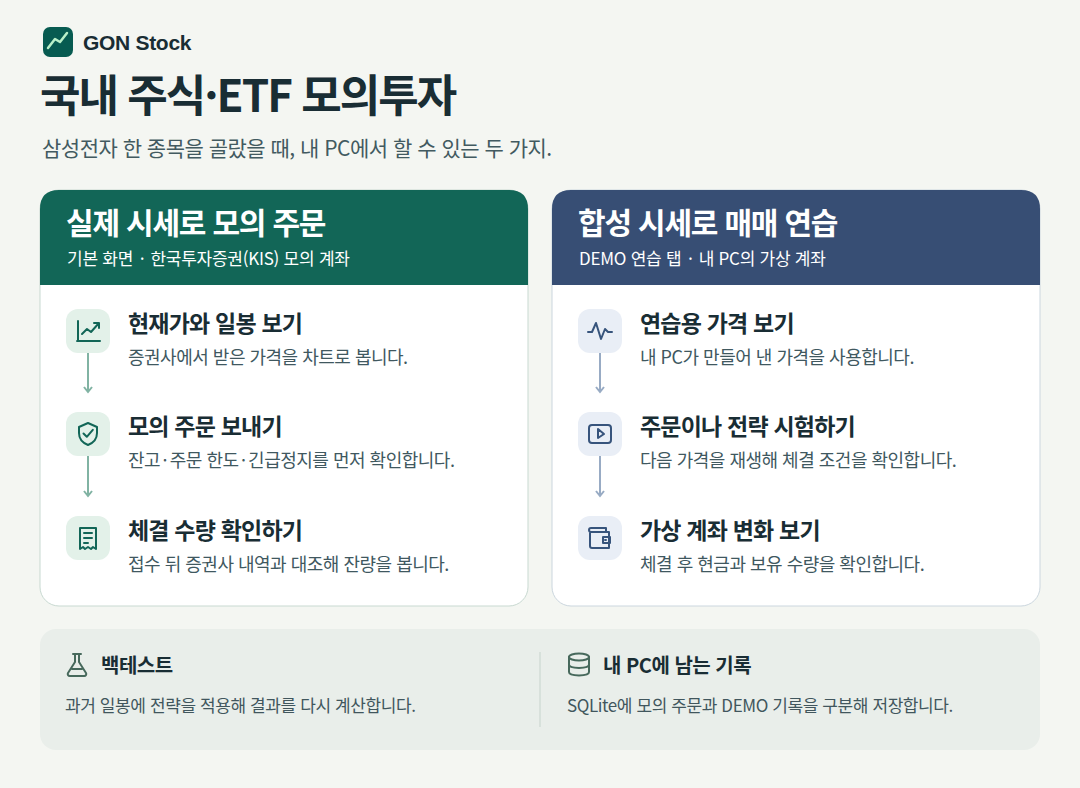 GON Stock
국내 주식·ETF 모의투자
삼성전자 한 종목을 골랐을 때, 내 PC에서 할 수 있는 두 가지.
실제 시세로 모의 주문
기본 화면 · 한국투자증권(KIS) 모의 계좌
현재가와 일봉 보기
증권사에서 받은 가격을 차트로 봅니다.
모의 주문 보내기
잔고·주문 한도·긴급정지를 먼저 확인합니다.
체결 수량 확인하기
접수 뒤 증권사 내역과 대조해 잔량을 봅니다.
합성 시세로 매매 연습
DEMO 연습 탭 · 내 PC의 가상 계좌
연습용 가격 보기
내 PC가 만들어 낸 가격을 사용합니다.
주문이나 전략 시험하기
다음 가격을 재생해 체결 조건을 확인합니다.
가상 계좌 변화 보기
체결 후 현금과 보유 수량을 확인합니다.
백테스트
과거 일봉에 전략을 적용해 결과를 다시 계산합니다.
내 PC에 남는 기록
SQLite에 모의 주문과 DEMO 기록을 구분해 저장합니다.